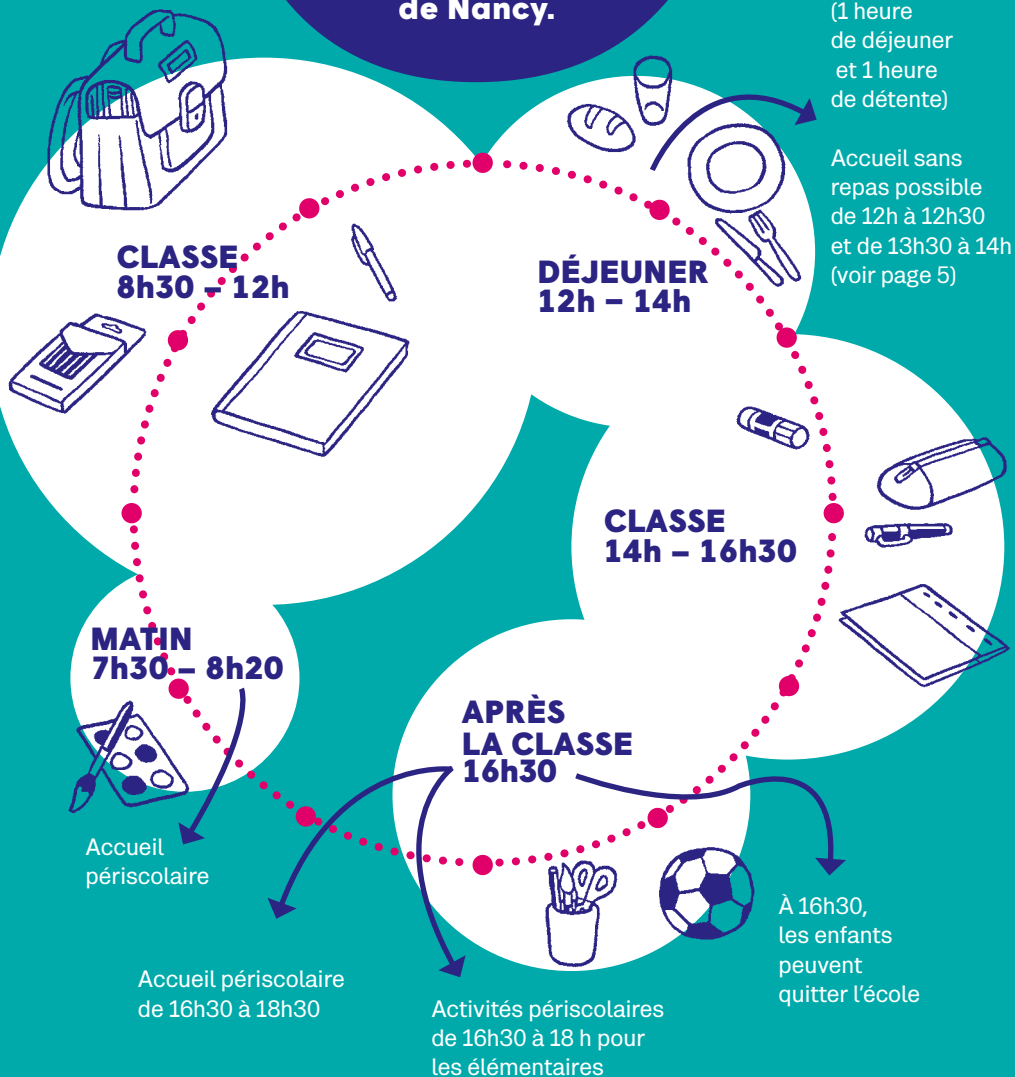 de Nancy.
(1 heure
de déjeuner
et 1 heure
de détente)
Accueil sans
repas possible
de 12h à 12h30
et de 13h30 à 14h
(voir page 5)
CLASSE
8h30 – 12h
DÉJEUNER
12h – 14h
CLASSE
14h – 16h30
MATIN
7h30 – 8h20
APRÈS
LA CLASSE
16h30
Accueil
périscolaire
Accueil périscolaire
de 16h30 à 18h30
Activités périscolaires
de 16h30 à 18 h pour
les élémentaires
À 16h30,
les enfants
peuvent
quitter l’école